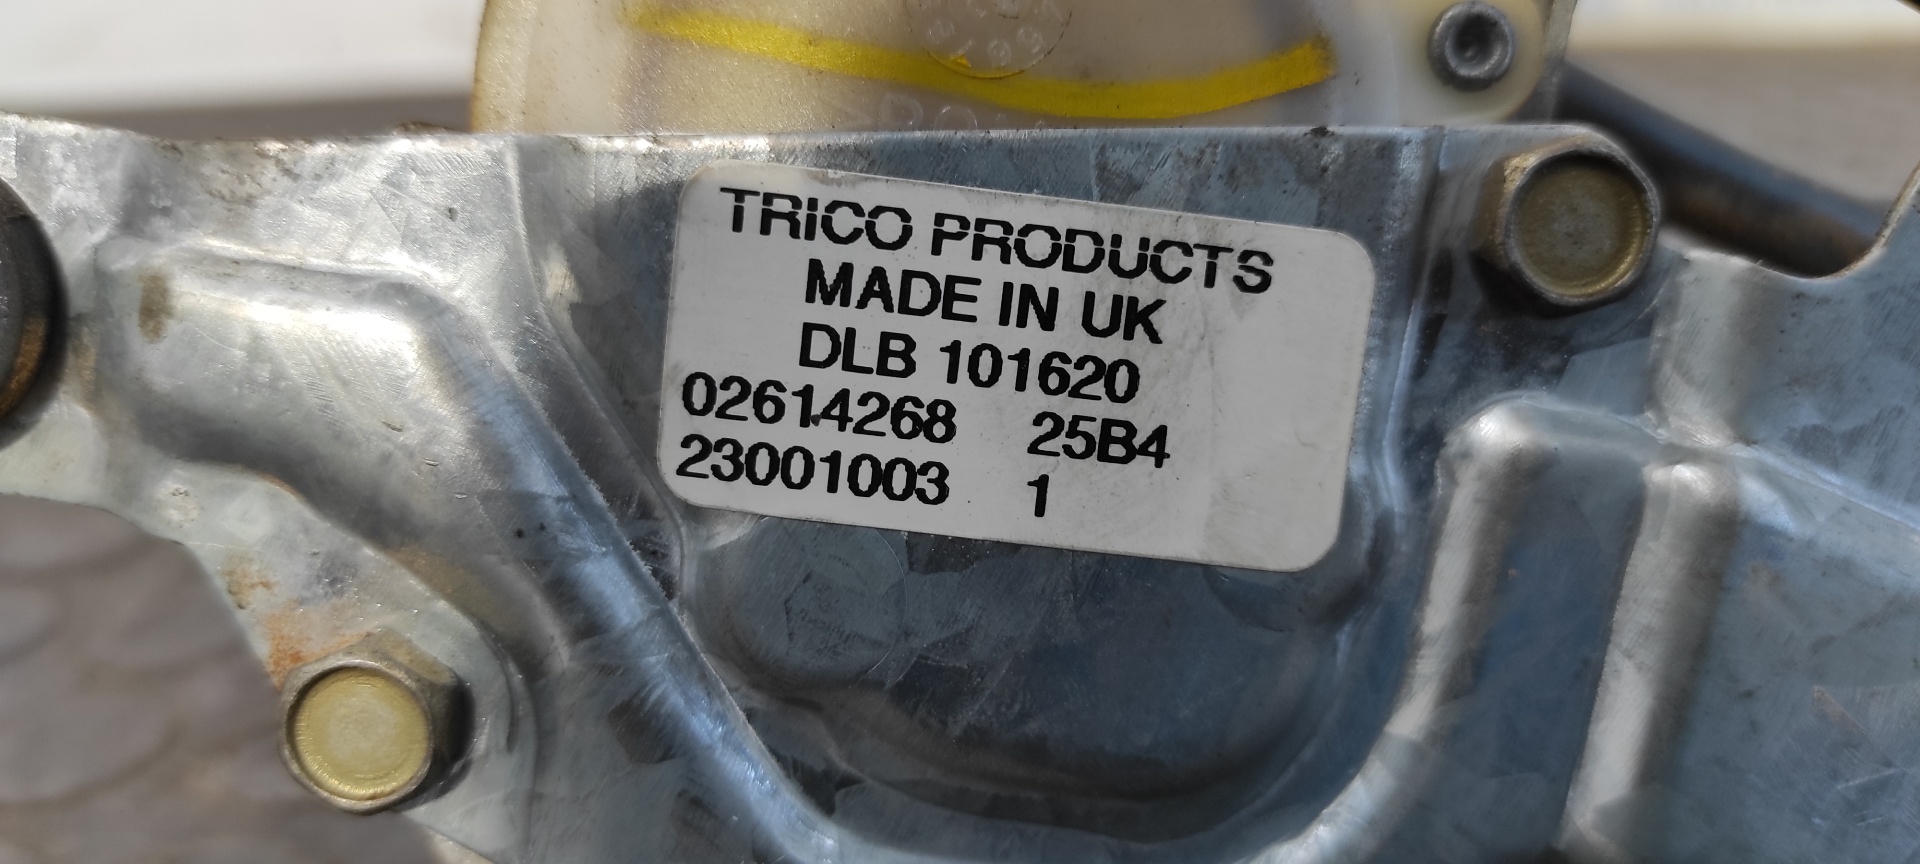 TRICO PRODUCTS
MADE IN UK
DLB 101620
02614268 25B4
23001003 1